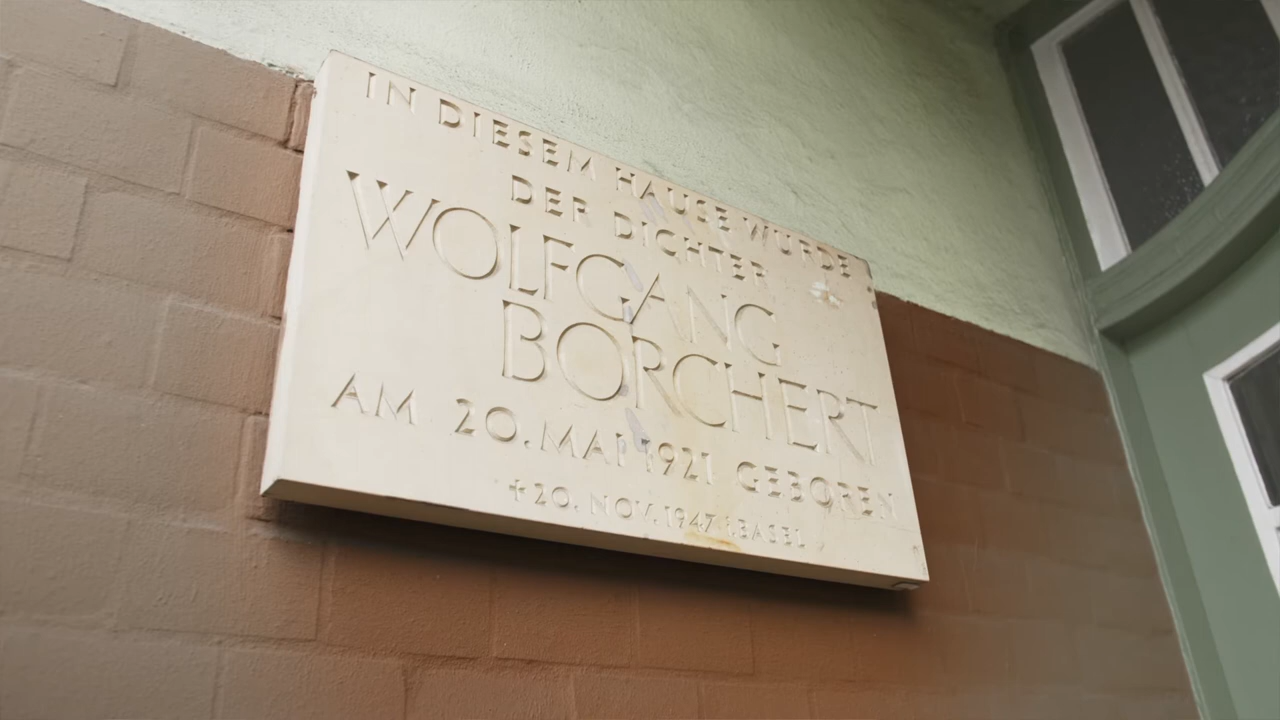 IN DIESEM HAUSE WURDE
DER DICHTER
WOLFGANG
BORCHERT
AM 20. MAI 1921 GEBOREN
+ 20. NOV. 1947 (BASEL)